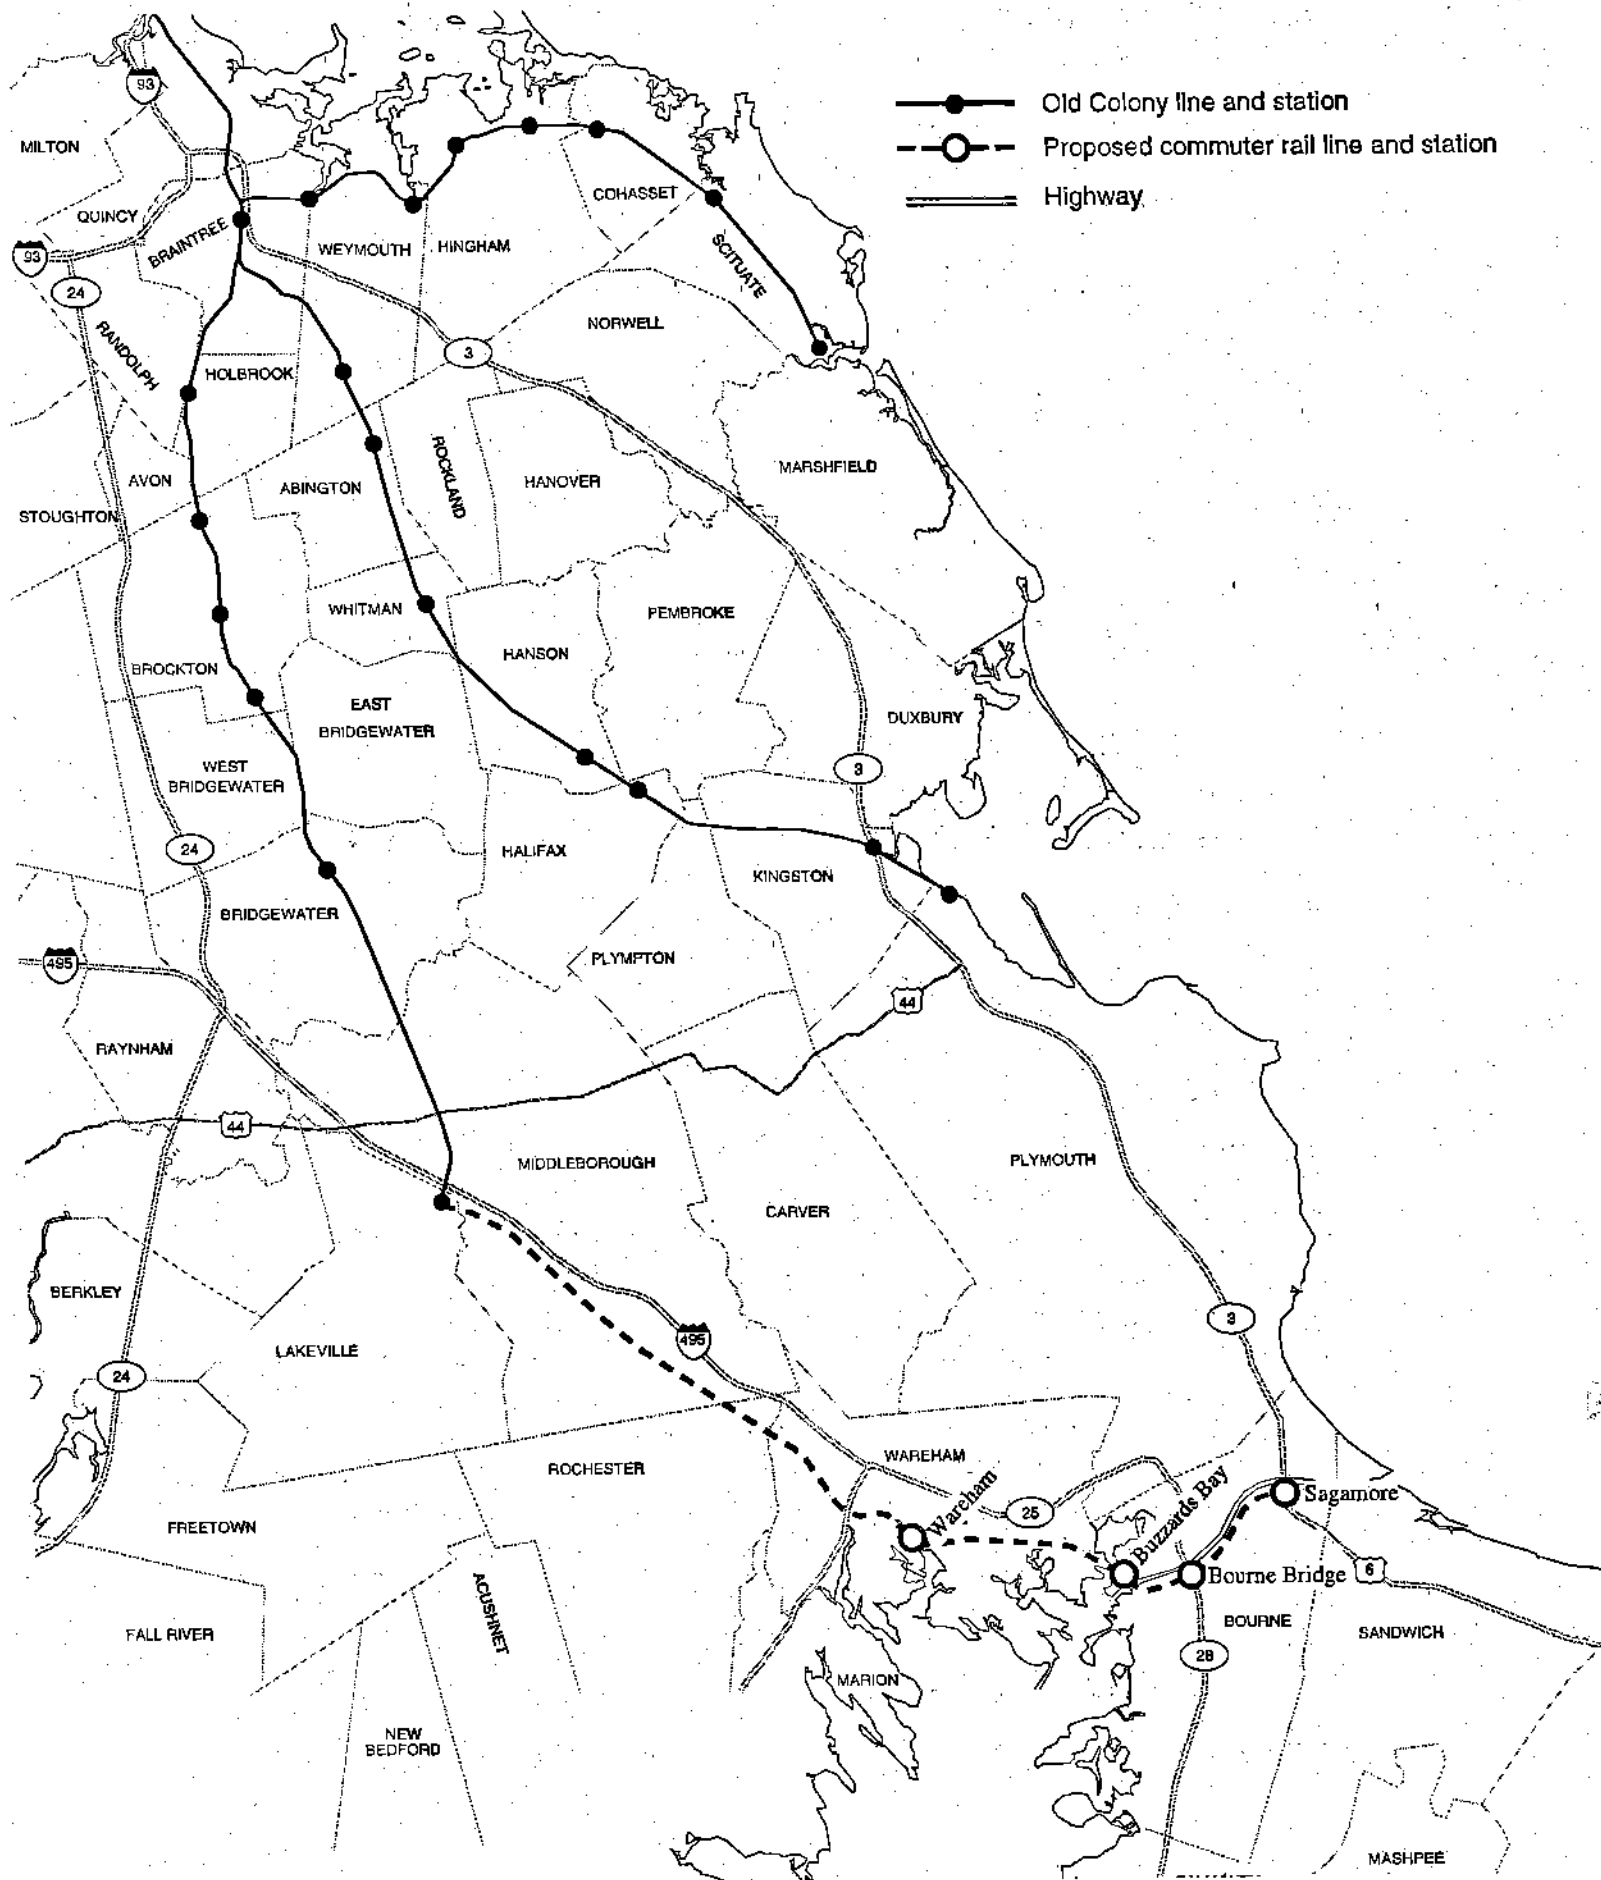 93
Old Colony line and station
MILTON
Proposed commuter rail line and station
COHASSET
Highway
QUINCY
BRAINTREE
WEYMOUTH
HINGHAM
93
SCITUATE
24
RANDOLPH
NORWELL
3
HOLBROOK
ROCKLAND
MARSHFIELD
AVON
ABINGTON
HANOVER
STOUGHTON
WHITMAN
PEMBROKE
HANSON
BROCKTON
EAST
BRIDGEWATER
DUXBURY
WEST
BRIDGEWATER
3
24
HALIFAX
KINGSTON
BRIDGEWATER
PLYMPTON
495
44
RAYNHAM
44
MIDDLEBOROUGH
PLYMOUTH
CARVER
BERKLEY
3
495
LAKEVILLE
24
WAREHAM
ROCHESTER
Wareham
Buzzards Bay
Sagamore
25
FREETOWN
Bourne Bridge
6
ACUSHNET
BOURNE
FALL RIVER
SANDWICH
28
MARION
NEW
BEDFORD
MASHPEE